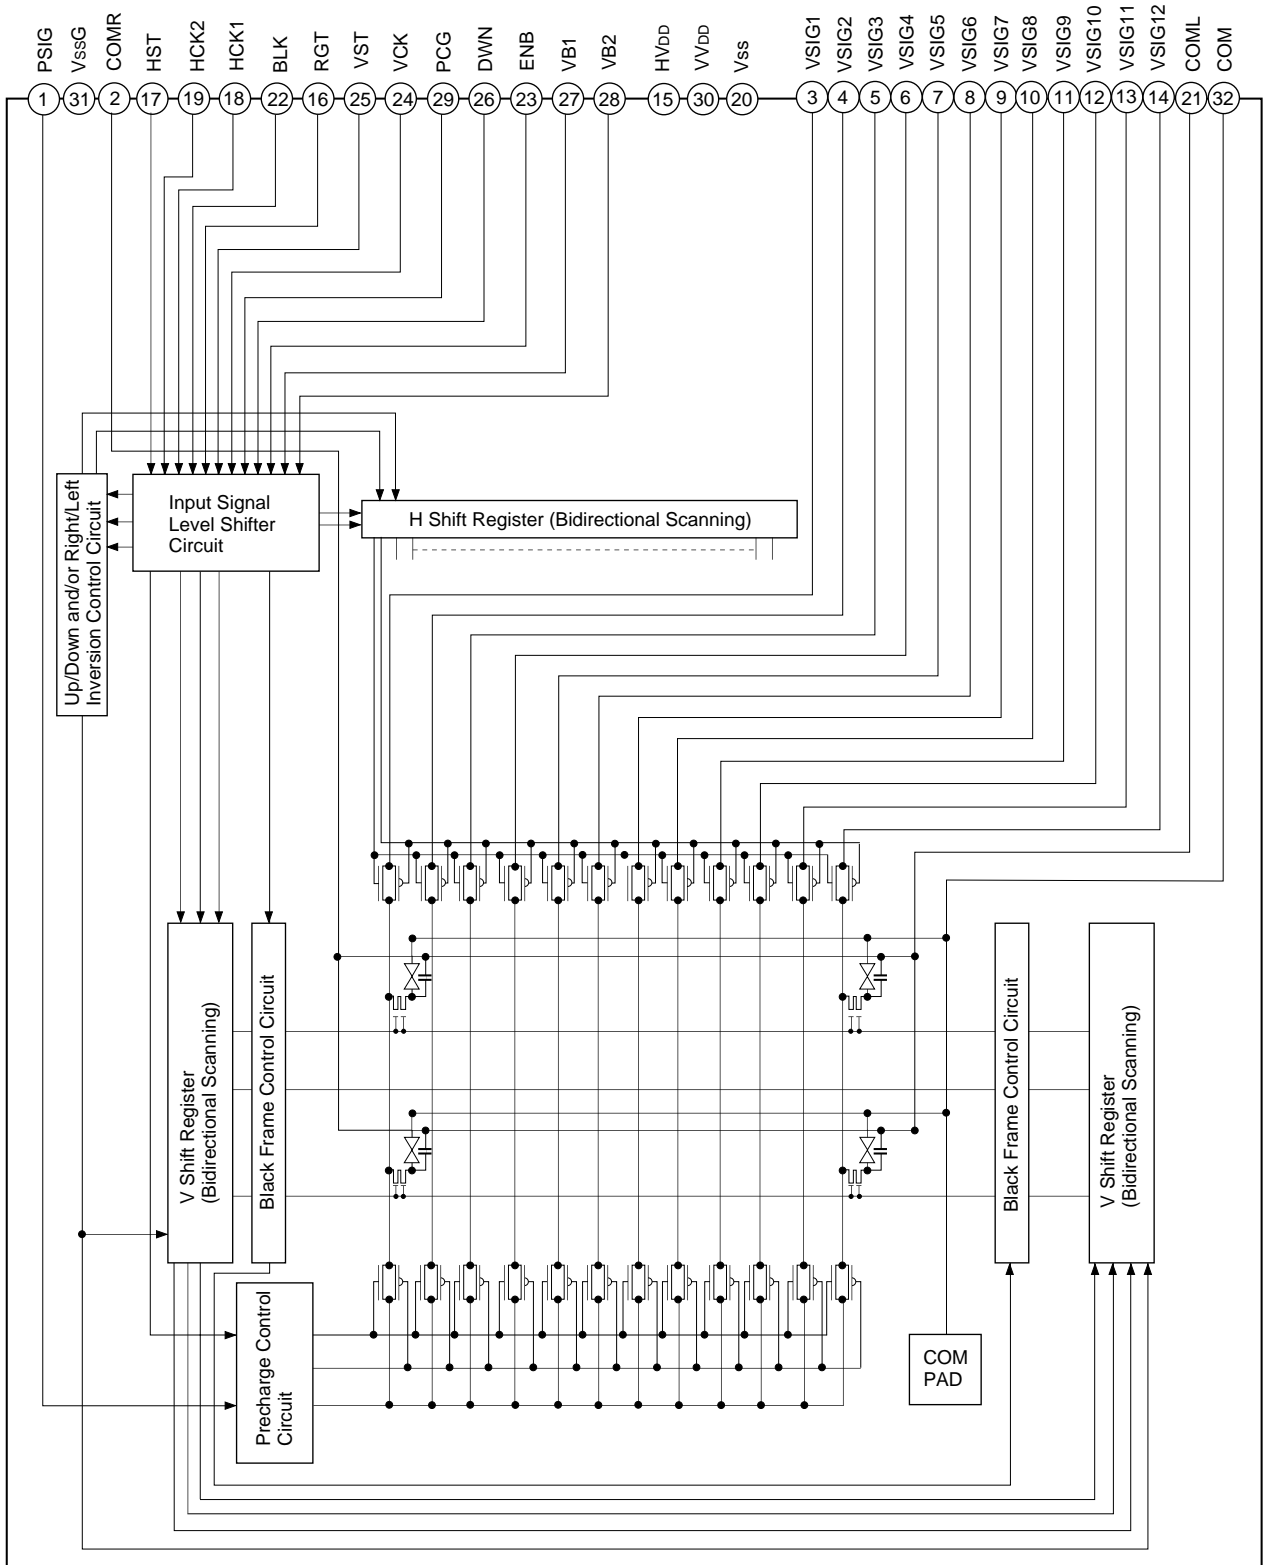 PSIG
VssG
COMR
HST
HCK2
HCK1
BLK
RGT
VST
VCK
PCG
DWN
ENB
VB1
VB2
HVDD
VVDD
Vss
VSIG1
VSIG2
VSIG3
VSIG4
VSIG5
VSIG6
VSIG7
VSIG8
VSIG9
VSIG10
VSIG11
VSIG12
COML
COM
1
31
2
17
19
18
22
16
25
24
29
26
23
27
28
15
30
20
3
4
5
6
7
8
9
10
11
12
13
14
21
32
Up/Down and/or Right/Left
Inversion Control Circuit
Input Signal
Level Shifter
Circuit
H Shift Register (Bidirectional Scanning)
V Shift Register
(Bidirectional Scanning)
Black Frame Control Circuit
Black Frame Control Circuit
V Shift Register
(Bidirectional Scanning)
Precharge Control
Circuit
COM
PAD